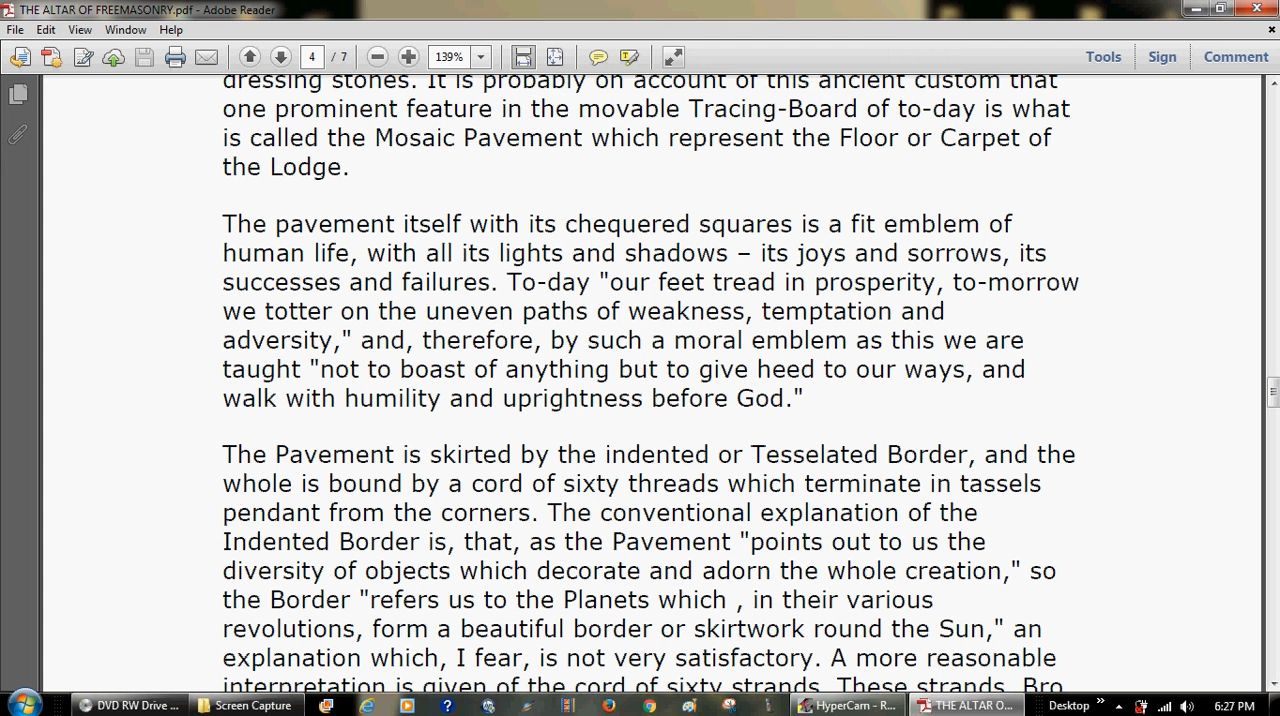 THE ALTAR OF FREEMASONRY.pdf - Adobe Reader
File Edit View Window Help
4 / 7 139% Tools Sign Comment
dressing stones. It is probably on account of this ancient custom that
one prominent feature in the movable Tracing-Board of to-day is what
is called the Mosaic Pavement which represent the Floor or Carpet of
the Lodge.
The pavement itself with its chequered squares is a fit emblem of
human life, with all its lights and shadows – its joys and sorrows, its
successes and failures. To-day "our feet tread in prosperity, to-morrow
we totter on the uneven paths of weakness, temptation and
adversity," and, therefore, by such a moral emblem as this we are
taught "not to boast of anything but to give heed to our ways, and
walk with humility and uprightness before God."
The Pavement is skirted by the indented or Tesselated Border, and the
whole is bound by a cord of sixty threads which terminate in tassels
pendant from the corners. The conventional explanation of the
Indented Border is, that, as the Pavement "points out to us the
diversity of objects which decorate and adorn the whole creation," so
the Border "refers us to the Planets which , in their various
revolutions, form a beautiful border or skirtwork round the Sun," an
explanation which, I fear, is not very satisfactory. A more reasonable
interpretation is given of the cord of sixty strands. These strands, Bro
DVD RW Drive ... Screen Capture HyperCam - R... THE ALTAR O... Desktop 6:27 PM